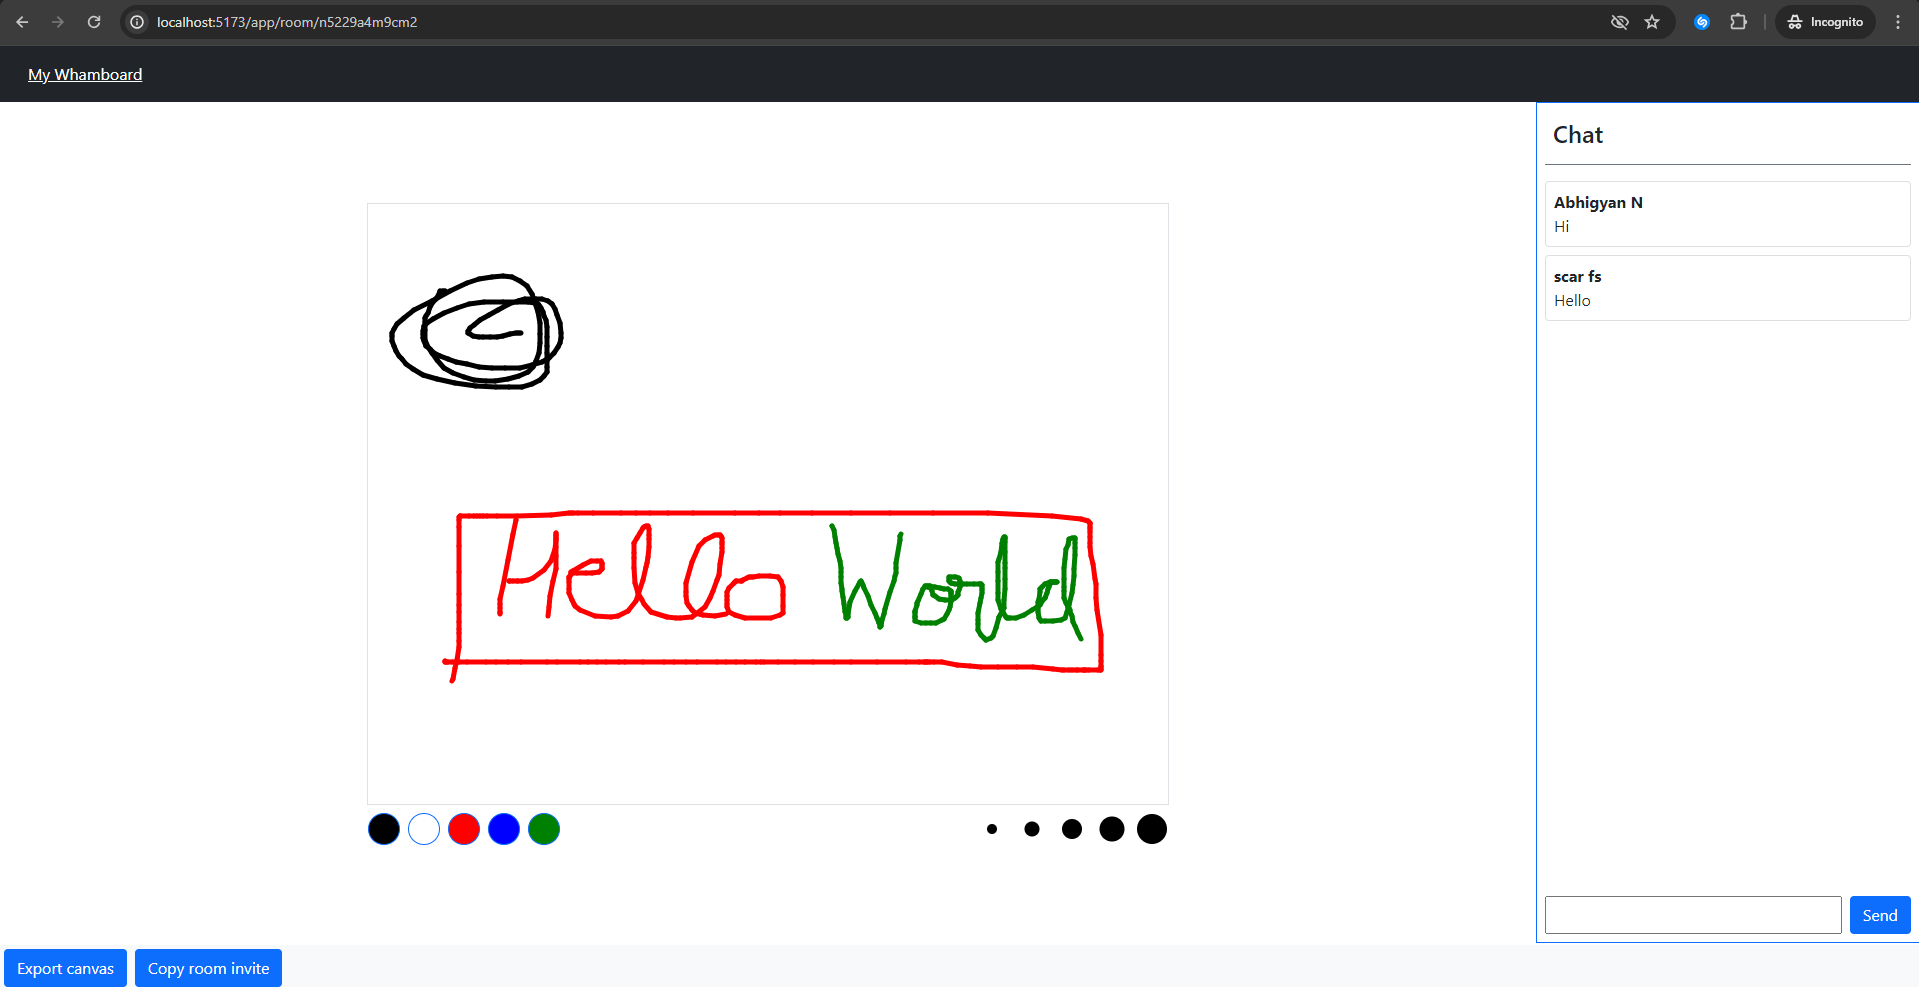 localhost:5173/app/room/n5229a4m9cm2
Incognito
My Whamboard
Chat
Abhigyan N
Hi
scar fs
Hello
Hello World
Send
Export canvas
Copy room invite